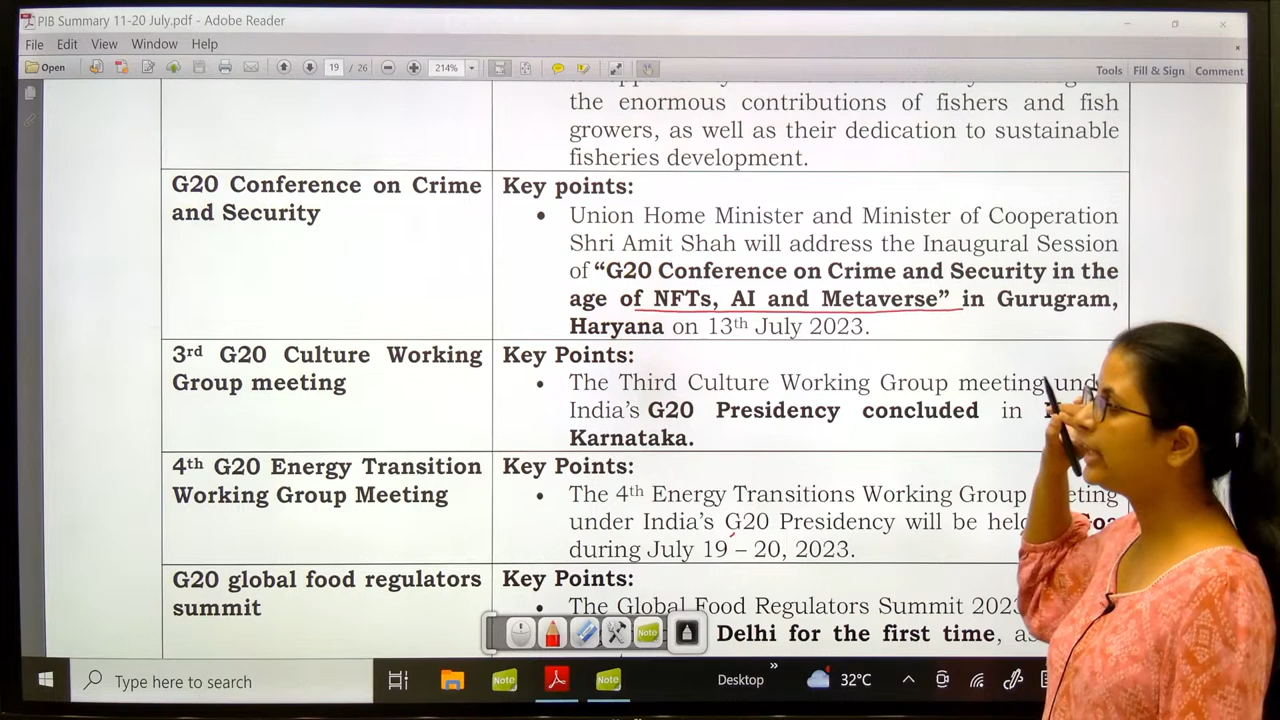 PIB Summary 11-20 July.pdf - Adobe Reader
File Edit View Window Help
Open 19 / 26 214% Tools Fill & Sign Comment
the enormous contributions of fishers and fish
growers, as well as their dedication to sustainable
fisheries development.
G20 Conference on Crime
and Security
Key points:
• Union Home Minister and Minister of Cooperation
Shri Amit Shah will address the Inaugural Session
of “G20 Conference on Crime and Security in the
age of NFTs, AI and Metaverse” in Gurugram,
Haryana on 13th July 2023.
3rd G20 Culture Working
Group meeting
Key Points:
• The Third Culture Working Group meeting
India’s G20 Presidency concluded in
Karnataka.
4th G20 Energy Transition
Working Group Meeting
Key Points:
• The 4th Energy Transitions Working Group
under India’s G20 Presidency will be
during July 19 – 20, 2023.
G20 global food regulators
summit
Key Points:
• The Global Food Regulators Summit 2023
Delhi for the first time,
Note
Type here to search
Note
Note
Desktop
32°C